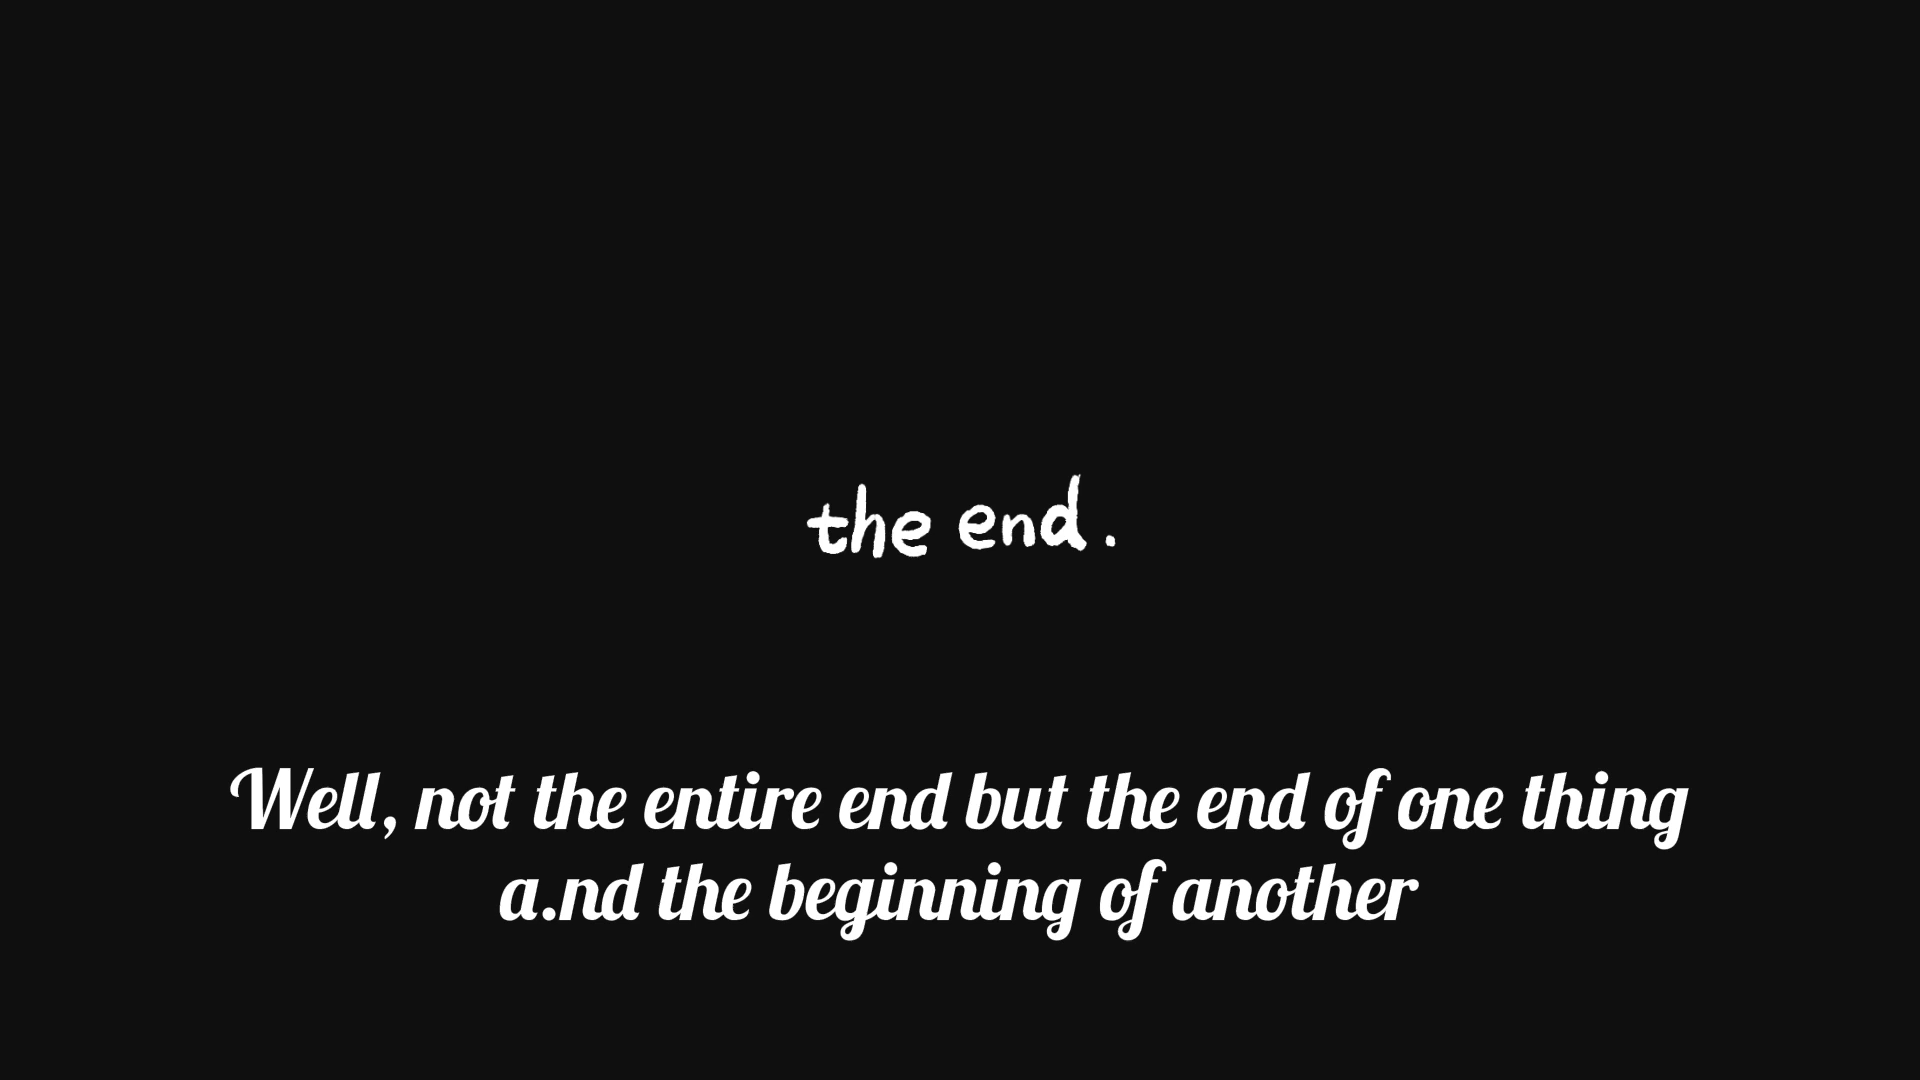 the end.
Well, not the entire end but the end of one thing
a.nd the beginning of another